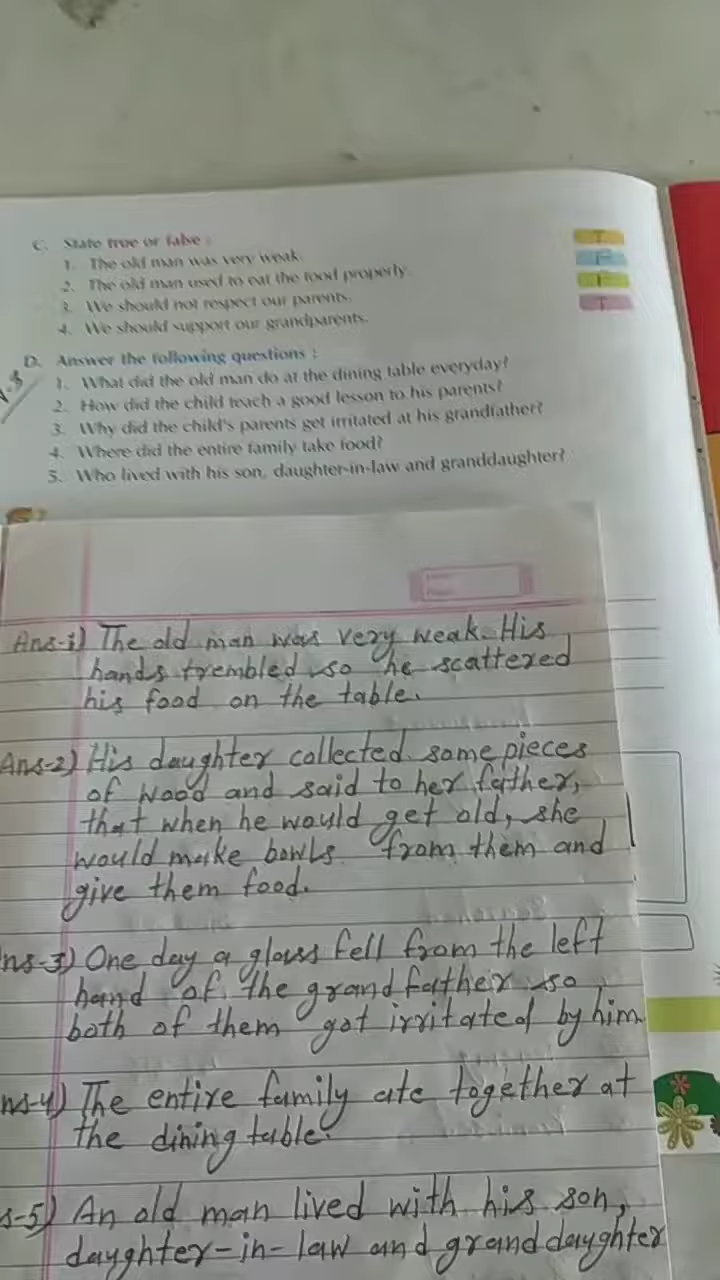 C. State true or false :
1. The old man was very weak. T
2. The old man used to eat the food properly. F
3. We should not respect our parents. F
4. We should support our grandparents. T
D. Answer the following questions :
1. What did the old man do at the dining table everyday?
2. How did the child teach a good lesson to his parents?
3. Why did the child's parents get irritated at his grandfather?
4. Where did the entire family take food?
5. Who lived with his son, daughter-in-law and granddaughter?
Ans-1) The old man was very weak. His
hands trembled so he scattered
his food on the table.
Ans-2) His daughter collected some pieces
of wood and said to her father,
that when he would get old, she
would make bowls from them and
give them food.
ns-3) One day a glass fell from the left
hand of the grandfather so
both of them got irritated by him
ns-4) The entire family ate together at
the dining table.
s-5) An old man lived with his son,
daughter-in-law and granddaughter